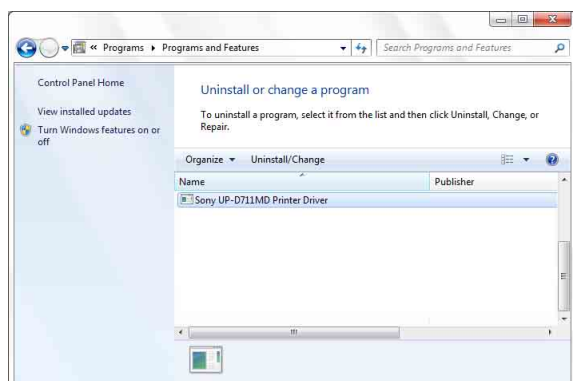 « Programs ▸ Programs and Features
Search Programs and Features
Control Panel Home
View installed updates
Turn Windows features on or
off
Uninstall or change a program
To uninstall a program, select it from the list and then click Uninstall, Change, or
Repair.
Organize ▾ Uninstall/Change
Name Publisher
Sony UP-D711MD Printer Driver